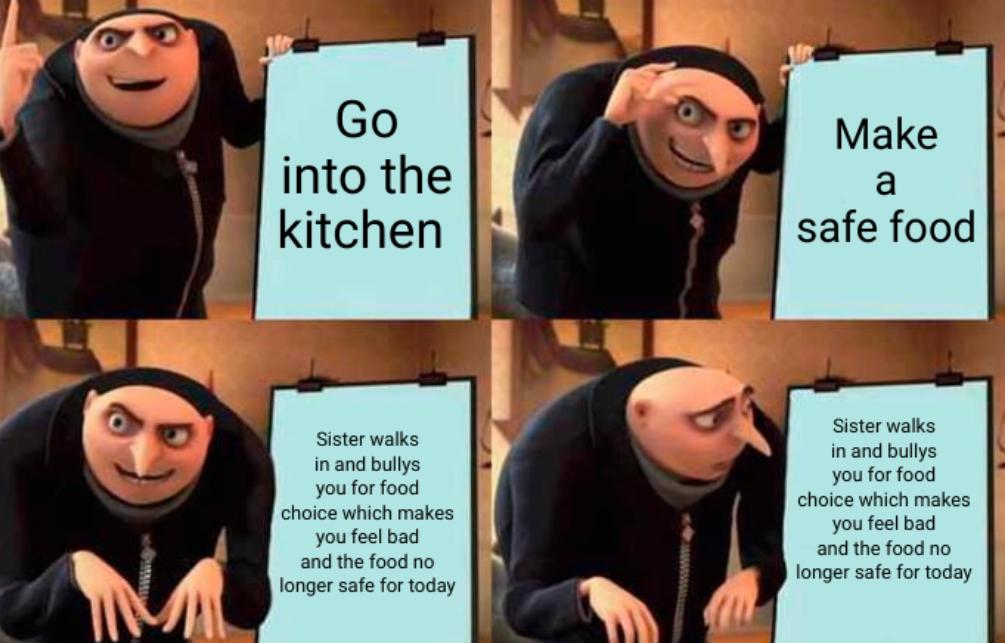 Go
into the
kitchen
Make
a
safe food
Sister walks
in and bullys
you for food
choice which makes
you feel bad
and the food no
longer safe for today
Sister walks
in and bullys
you for food
choice which makes
you feel bad
and the food no
longer safe for today